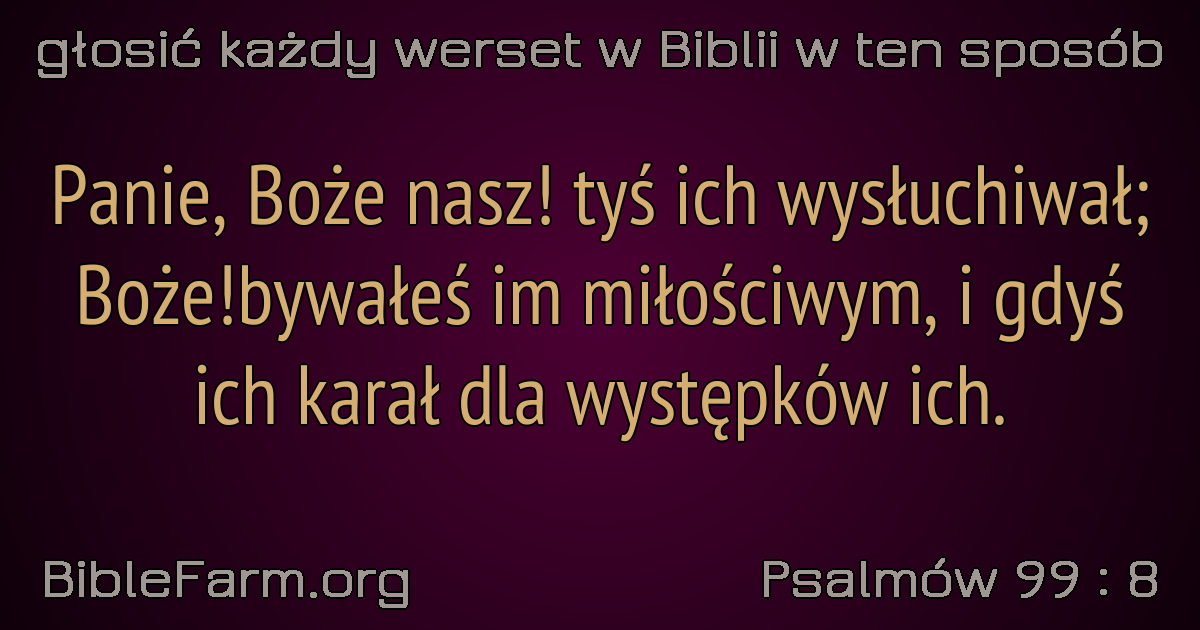 głosić każdy werset w Biblii w ten sposób
Panie, Boże nasz! tyś ich wysłuchiwał;
Boże!bywałeś im miłościwym, i gdyś
ich karał dla występków ich.
BibleFarm.org
Psalmów 99 : 8